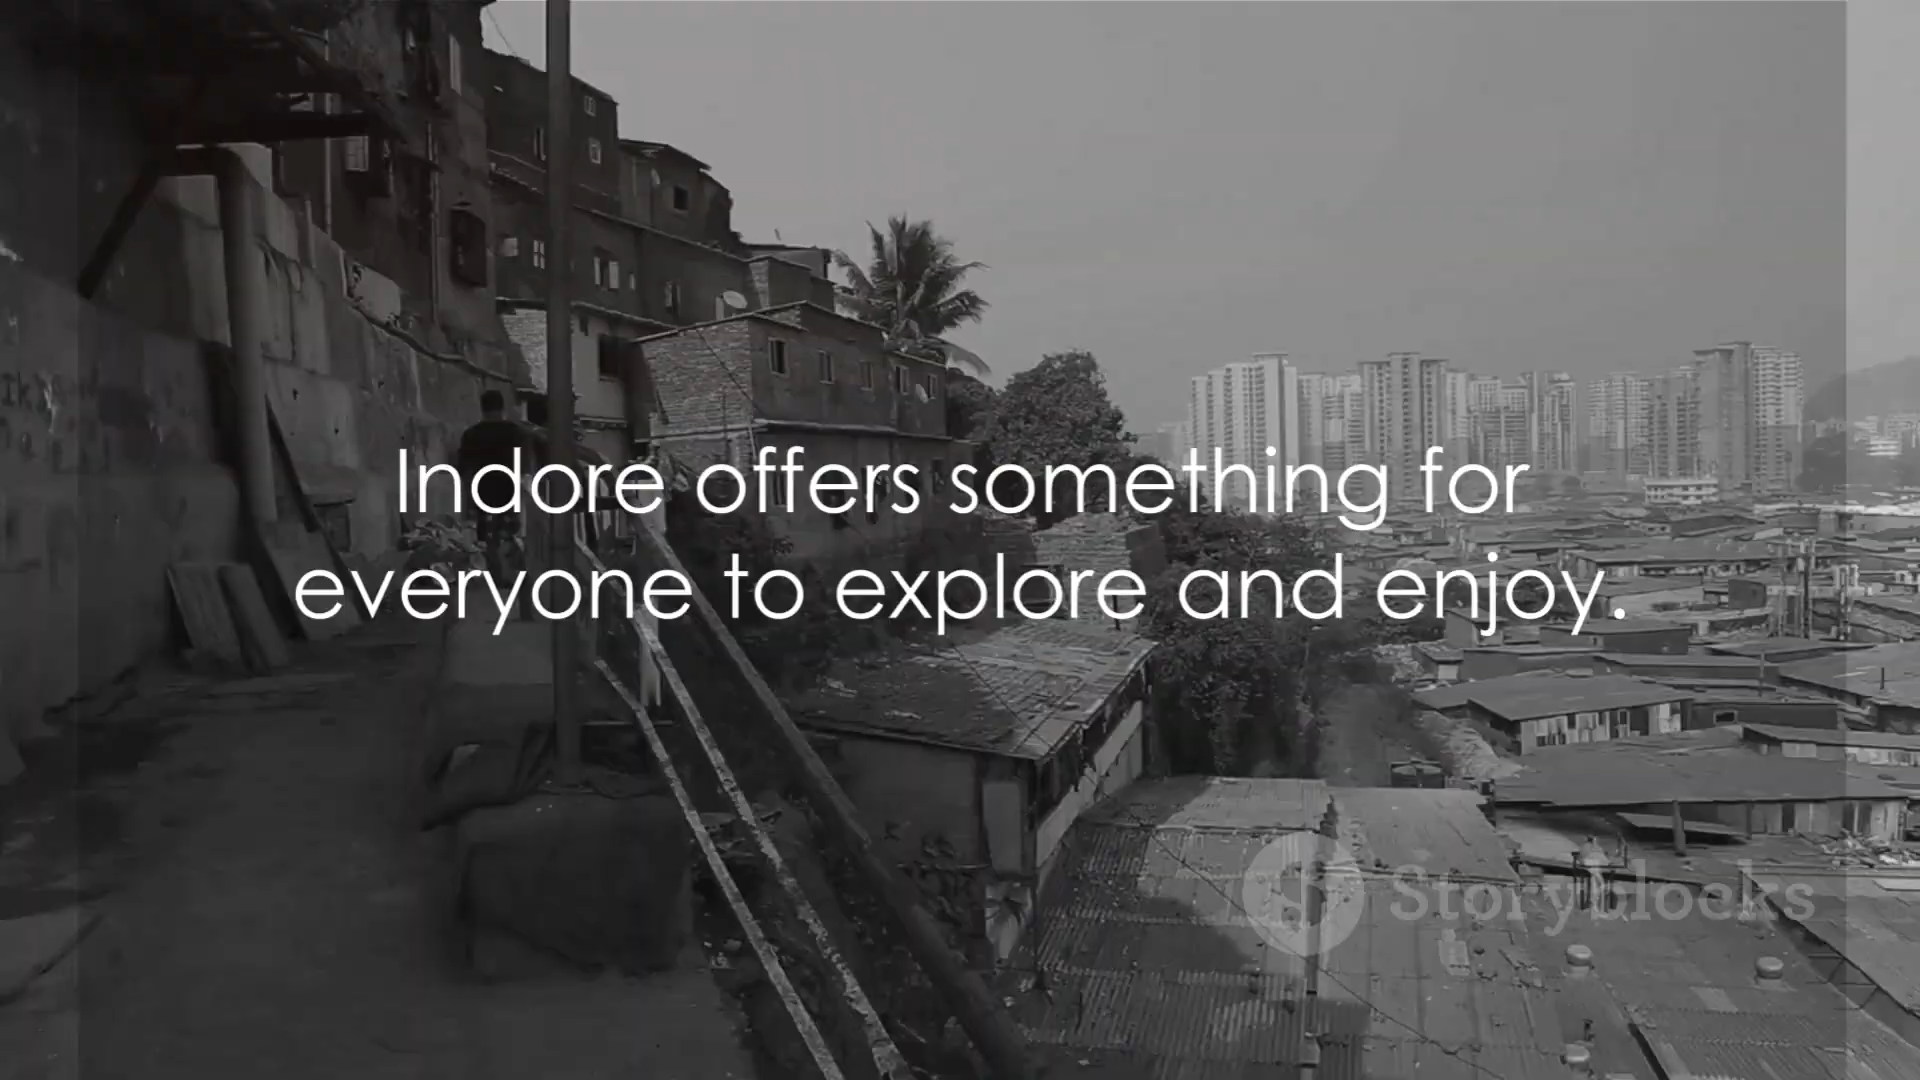 Indore offers something for
everyone to explore and enjoy.
Storyblocks